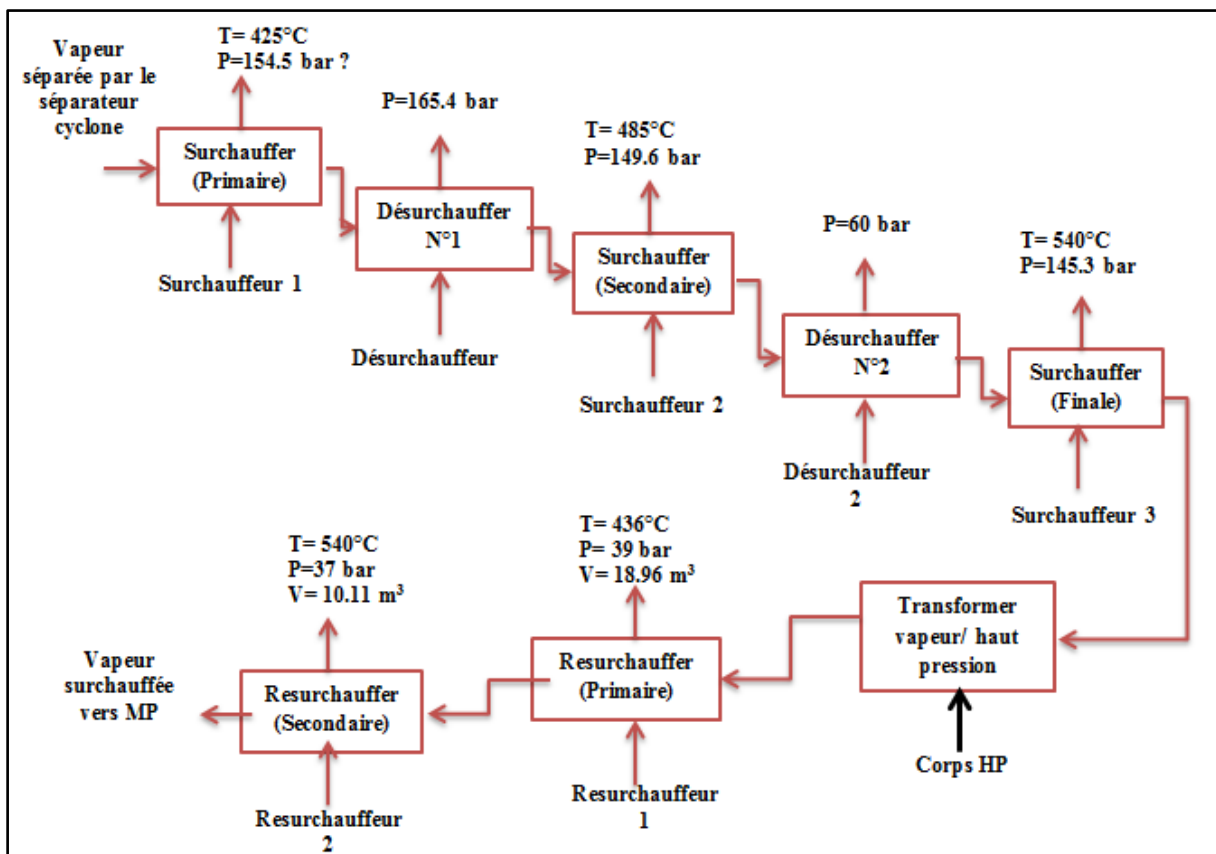 Vapeur
séparée par le
séparateur
cyclone
T= 425°C
P=154.5 bar ?
Surchauffer
(Primaire)
Surchauffeur 1
P=165.4 bar
Désurchauffer
N°1
Désurchauffeur
T= 485°C
P=149.6 bar
Surchauffer
(Secondaire)
Surchauffeur 2
P=60 bar
Désurchauffer
N°2
Désurchauffeur
2
T= 540°C
P=145.3 bar
Surchauffer
(Finale)
Surchauffeur 3
Transformer
vapeur/ haut
pression
Corps HP
T= 436°C
P= 39 bar
V= 18.96 m³
Resurchauffer
(Primaire)
Resurchauffeur
1
T= 540°C
P=37 bar
V= 10.11 m³
Resurchauffer
(Secondaire)
Resurchauffeur
2
Vapeur
surchauffée
vers MP